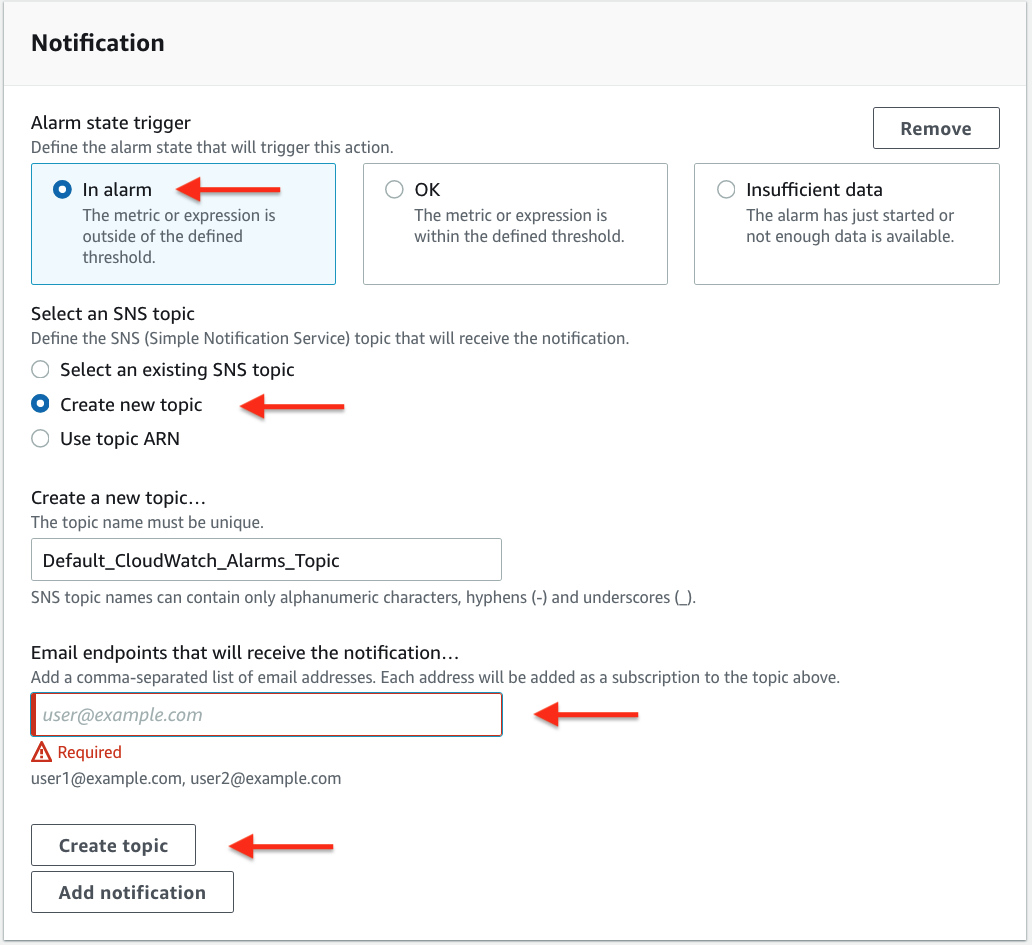 Notification
Alarm state trigger
Define the alarm state that will trigger this action.
Remove
In alarm
The metric or expression is
outside of the defined
threshold.
OK
The metric or expression is
within the defined threshold.
Insufficient data
The alarm has just started or
not enough data is available.
Select an SNS topic
Define the SNS (Simple Notification Service) topic that will receive the notification.
Select an existing SNS topic
Create new topic
Use topic ARN
Create a new topic…
The topic name must be unique.
Default_CloudWatch_Alarms_Topic
SNS topic names can contain only alphanumeric characters, hyphens (-) and underscores (_).
Email endpoints that will receive the notification…
Add a comma-separated list of email addresses. Each address will be added as a subscription to the topic above.
user@example.com
Required
user1@example.com, user2@example.com
Create topic
Add notification